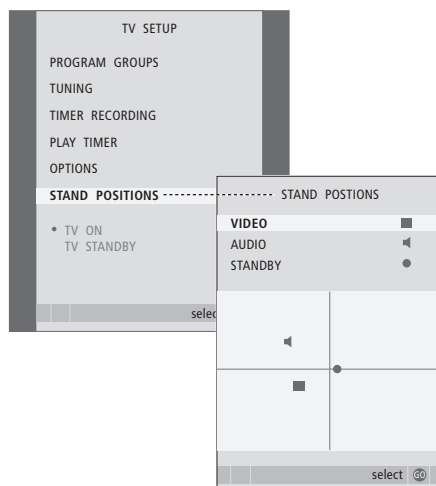 TV SETUP
PROGRAM GROUPS
TUNING
TIMER RECORDING
PLAY TIMER
OPTIONS
STAND POSITIONS
TV ON
TV STANDBY
selec
STAND POSTIONS
VIDEO
AUDIO
STANDBY
select GO